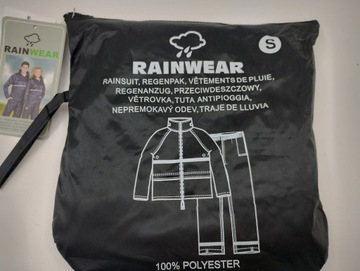 RAINWEAR
S
RAINWEAR
RAINSUIT, REGENPAK, VÊTEMENTS DE PLUIE,
REGENANZUG, PRZECIWDESZCZOWY,
VĚTROVKA, TUTA ANTIPIOGGIA,
NEPREMOKAVÝ ODEV, TRAJE DE LLUVIA
100% POLYESTER